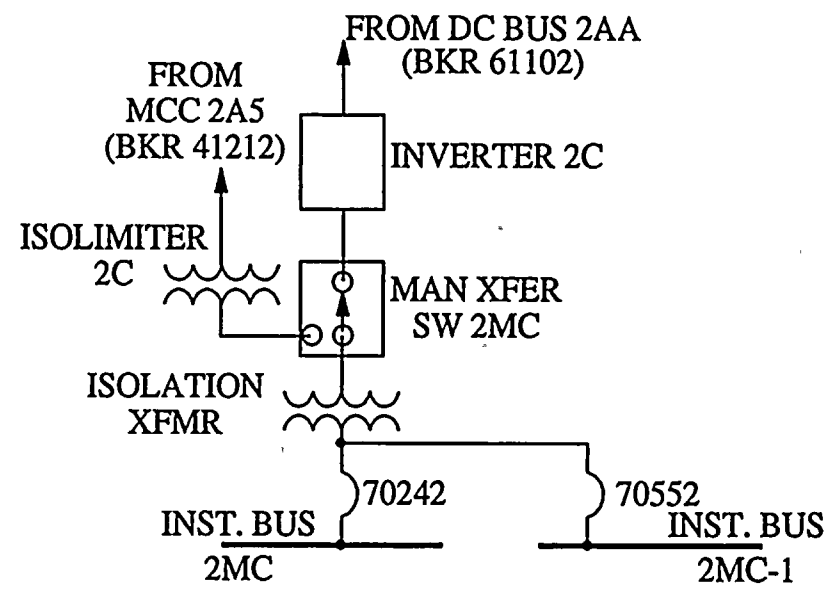 FROM DC BUS 2AA
(BKR 61102)
FROM
MCC 2A5
(BKR 41212)
INVERTER 2C
ISOLIMITER
2C
MAN XFER
SW 2MC
ISOLATION
XFMR
70242
70552
INST. BUS
2MC
INST. BUS
2MC-1